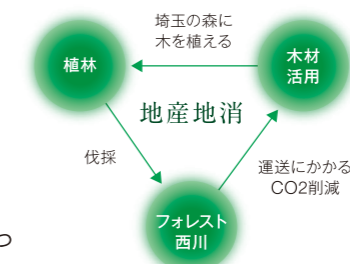 埼玉の森に
木を植える
植林
木材
活用
地産地消
伐採
運送にかかる
CO2削減
フォレスト
西川
つ